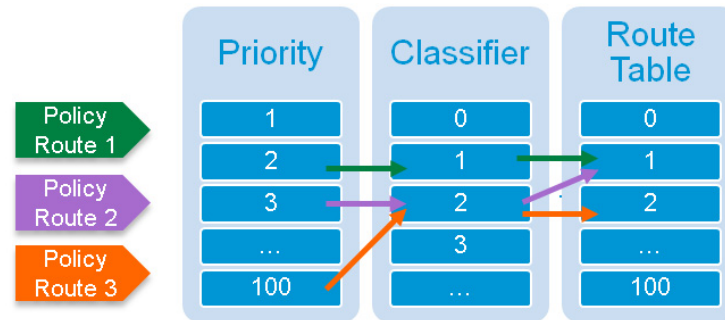 Priority
Classifier
Route
Table
Policy
Route 1
Policy
Route 2
Policy
Route 3
1
2
3
...
100
0
1
2
3
...
0
1
2
...
100